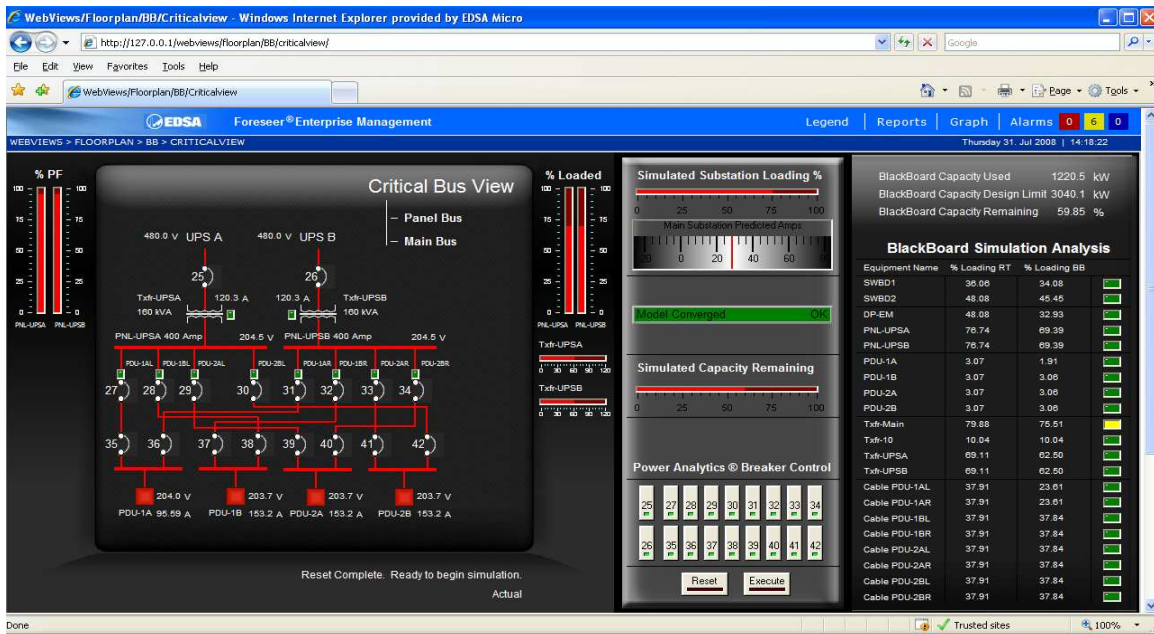 WebViews/Floorplan/BB/Criticalview - Windows Internet Explorer provided by EDSA Micro
http://127.0.0.1/webviews/floorplan/BB/criticalview/
Google
File Edit View Favorites Tools Help
WebViews/Floorplan/BB/Criticalview
Page Tools
EDSA Foreseer® Enterprise Management
Legend Reports Graph Alarms 0 6 0
WEBVIEWS > FLOORPLAN > BB > CRITICALVIEW
Thursday 31. Jul 2008 | 14:18:22
% PF
100 100
75 75
50 50
25 25
0 0
PNL-UPSA PNL-UPSB
Critical Bus View
Panel Bus
Main Bus
480.0 V UPS A 480.0 V UPS B
25 26
Txfr-UPSA 120.3 A 120.3 A Txfr-UPSB
160 kVA 160 kVA
PNL-UPSA 400 Amp 204.5 V PNL-UPSB 400 Amp 204.5 V
PDU-1AL PDU-1BL PDU-2AL PDU-2BL PDU-1AR PDU-1BR PDU-2AR PDU-2BR
27 28 29 30 31 32 33 34
35 36 37 38 39 40 41 42
204.0 V 203.7 V 203.7 V 203.7 V
PDU-1A 95.59 A PDU-1B 153.2 A PDU-2A 153.2 A PDU-2B 153.2 A
Reset Complete. Ready to begin simulation.
Actual
% Loaded
100 100
75 75
50 50
25 25
0 0
PNL-UPSA PNL-UPSB
Txfr-UPSA
0 30 60 90 120
Txfr-UPSB
0 30 60 90 120
Simulated Substation Loading %
0 25 50 75 100
Main Substation Predicted Amps
20 0 20 40 60
Model Converged OK
Simulated Capacity Remaining
0 25 50 75 100
Power Analytics ® Breaker Control
25 27 28 29 30 31 32 33 34
26 35 36 37 38 39 40 41 42
Reset Execute
BlackBoard Capacity Used 1220.5 kW
BlackBoard Capacity Design Limit 3040.1 kW
BlackBoard Capacity Remaining 59.85 %
BlackBoard Simulation Analysis
Equipment Name % Loading RT % Loading BB
SWBD1 36.06 34.08
SWBD2 48.08 45.45
DP-EM 48.08 32.93
PNL-UPSA 76.74 69.39
PNL-UPSB 76.74 69.39
PDU-1A 3.07 1.91
PDU-1B 3.07 3.06
PDU-2A 3.07 3.06
PDU-2B 3.07 3.06
Txfr-Main 79.88 75.51
Txfr-10 10.04 10.04
Txfr-UPSA 69.11 62.50
Txfr-UPSB 69.11 62.50
Cable PDU-1AL 37.91 23.61
Cable PDU-1AR 37.91 23.61
Cable PDU-1BL 37.91 37.84
Cable PDU-1BR 37.91 37.84
Cable PDU-2AL 37.91 37.84
Cable PDU-2AR 37.91 37.84
Cable PDU-2BL 37.91 37.84
Cable PDU-2BR 37.91 37.84
Done
Trusted sites
100%